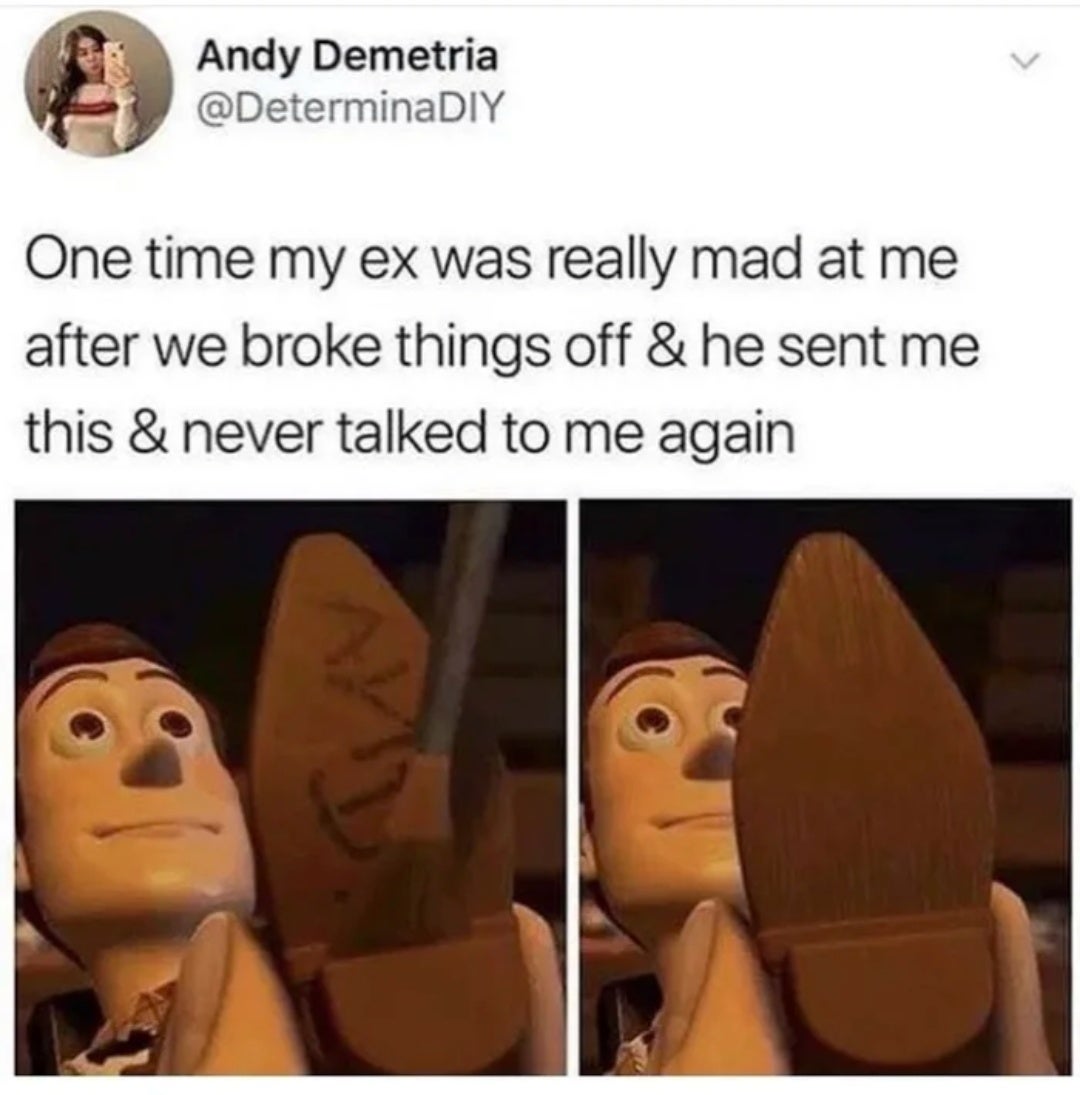 Andy Demetria
@DeterminaDIY
One time my ex was really mad at me
after we broke things off & he sent me
this & never talked to me again